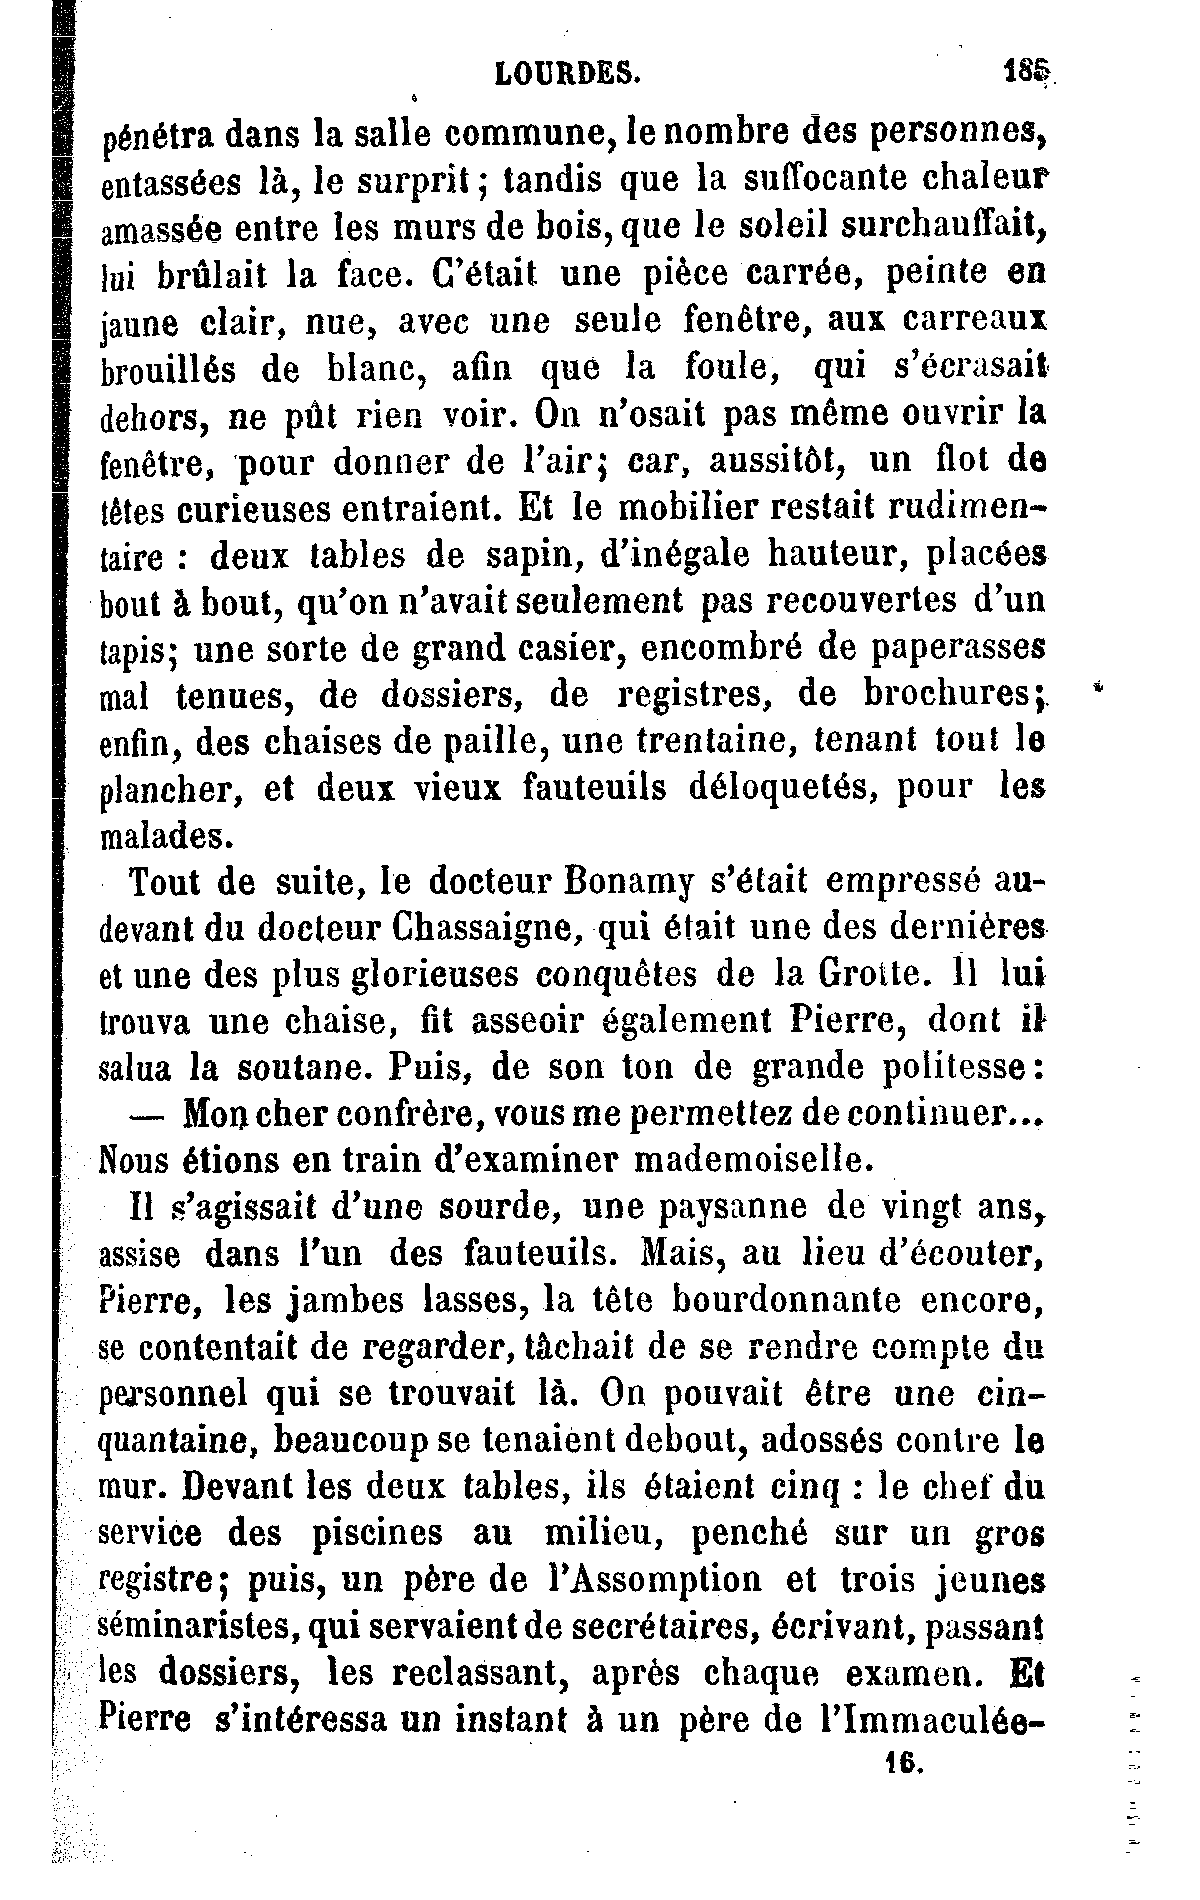 LOURDES. 185
pénétra dans la salle commune, le nombre des personnes,
entassées là, le surprit ; tandis que la suffocante chaleur
amassée entre les murs de bois, que le soleil surchauffait,
lui brûlait la face. C'était une pièce carrée, peinte en
jaune clair, nue, avec une seule fenêtre, aux carreaux
brouillés de blanc, afin que la foule, qui s'écrasait
dehors, ne pût rien voir. On n'osait pas même ouvrir la
fenêtre, pour donner de l'air; car, aussitôt, un flot de
têtes curieuses entraient. Et le mobilier restait rudimen-
taire : deux tables de sapin, d'inégale hauteur, placées
bout à bout, qu'on n'avait seulement pas recouvertes d'un
tapis; une sorte de grand casier, encombré de paperasses
mal tenues, de dossiers, de registres, de brochures;
enfin, des chaises de paille, une trentaine, tenant tout le
plancher, et deux vieux fauteuils déloquetés, pour les
malades.
Tout de suite, le docteur Bonamy s'était empressé au-
devant du docteur Chassaigne, qui était une des dernières
et une des plus glorieuses conquêtes de la Grotte. Il lui
trouva une chaise, fit asseoir également Pierre, dont il
salua la soutane. Puis, de son ton de grande politesse :
— Mon cher confrère, vous me permettez de continuer...
Nous étions en train d'examiner mademoiselle.
Il s'agissait d'une sourde, une paysanne de vingt ans,
assise dans l'un des fauteuils. Mais, au lieu d'écouter,
Pierre, les jambes lasses, la tête bourdonnante encore,
se contentait de regarder, tâchait de se rendre compte du
personnel qui se trouvait là. On pouvait être une cin-
quantaine, beaucoup se tenaient debout, adossés contre le
mur. Devant les deux tables, ils étaient cinq : le chef du
service des piscines au milieu, penché sur un gros
registre; puis, un père de l'Assomption et trois jeunes
séminaristes, qui servaient de secrétaires, écrivant, passant
les dossiers, les reclassant, après chaque examen. Et
Pierre s'intéressa un instant à un père de l'Immaculée-
16.